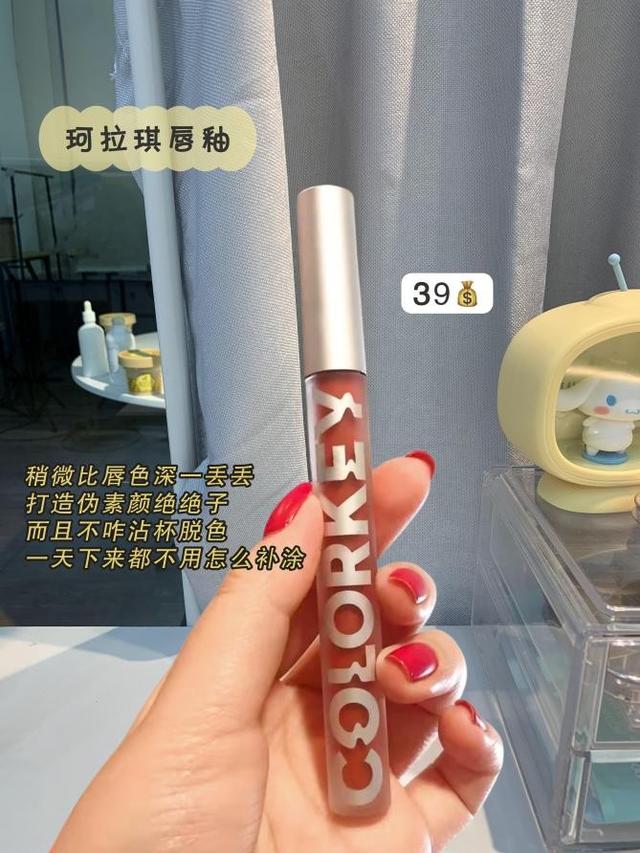 珂拉琪唇釉
39💰
COLORKEY
稍微比唇色深一丢丢
打造伪素颜绝绝子
而且不咋沾杯脱色
一天下来都不用怎么补涂